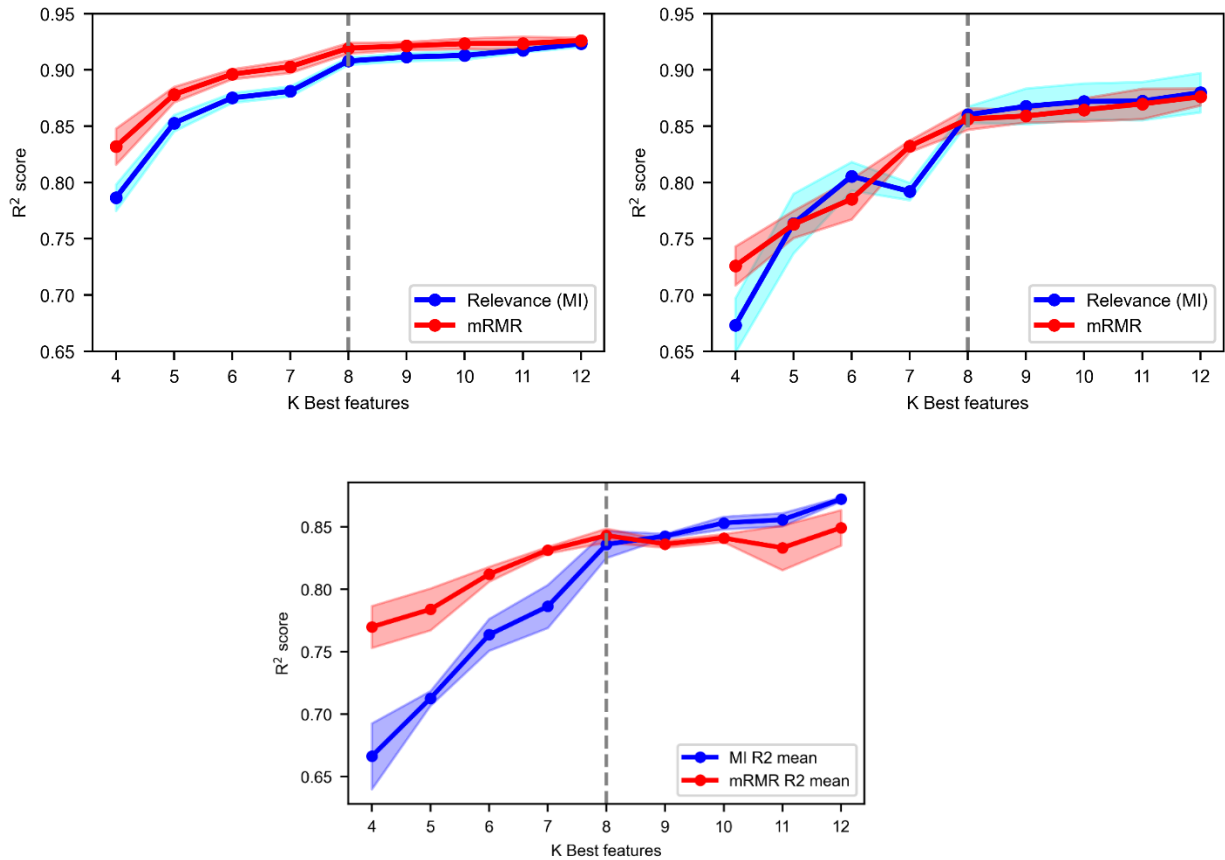 0.95
0.90
0.85
0.80
0.75
0.70
0.65
R² score
4 5 6 7 8 9 10 11 12
K Best features
Relevance (MI)
mRMR
0.95
0.90
0.85
0.80
0.75
0.70
0.65
R² score
4 5 6 7 8 9 10 11 12
K Best features
Relevance (MI)
mRMR
0.85
0.80
0.75
0.70
0.65
R² score
4 5 6 7 8 9 10 11 12
K Best features
MI R2 mean
mRMR R2 mean